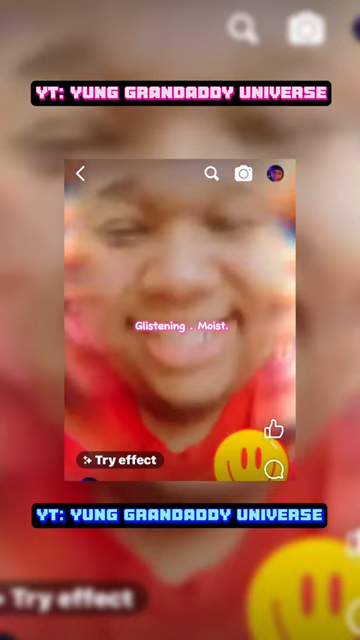 YT: YUNG GRANDADDY UNIVERSE
Glistening . Moist.
Try effect
YT: YUNG GRANDADDY UNIVERSE
Try effect